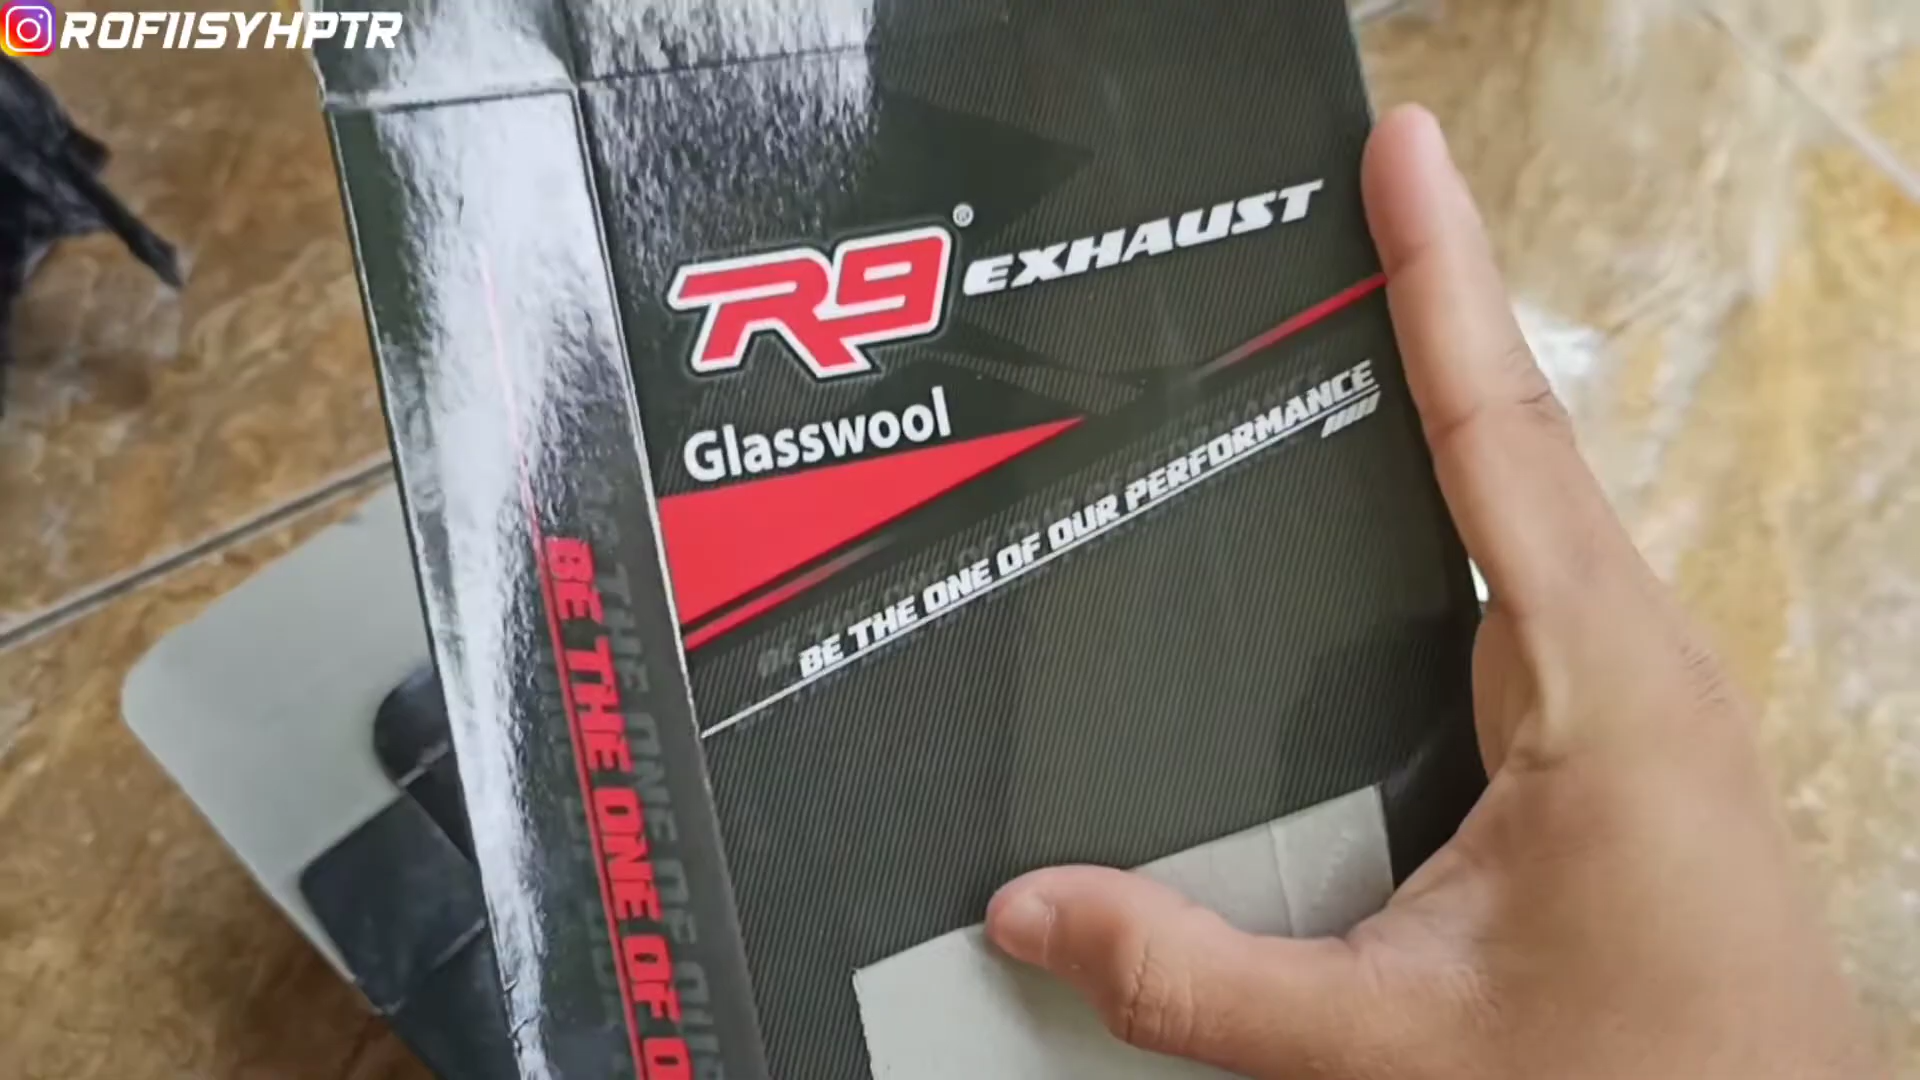 ROFIISYHPTR
R9® EXHAUST
Glasswool
BE THE ONE OF OUR PERFORMANCE
BE THE ONE OF